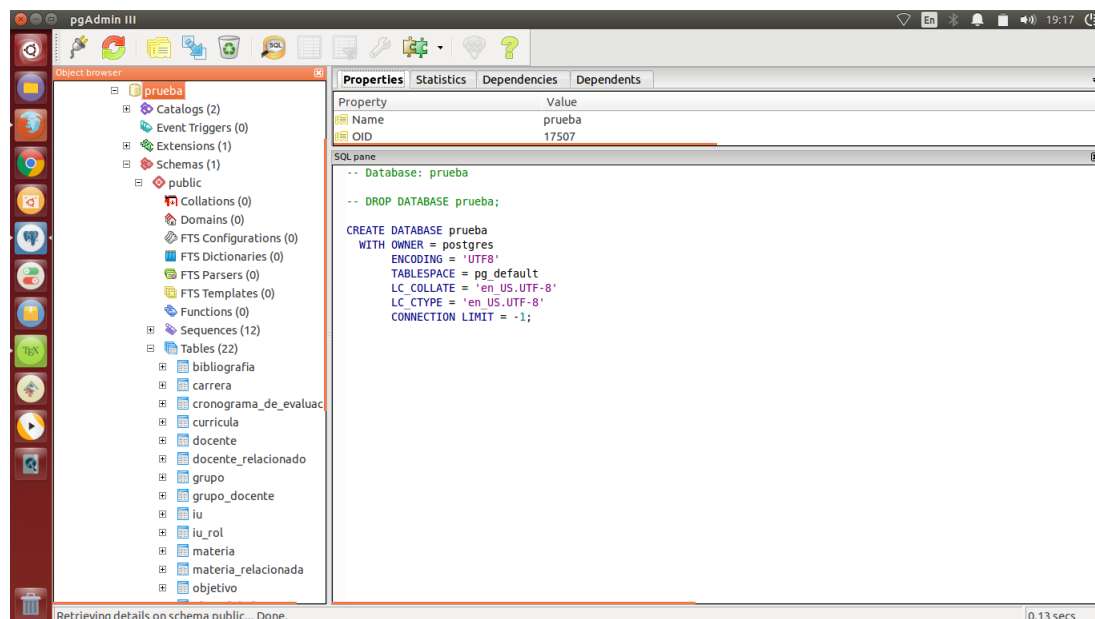 pgAdmin III
En
19:17
SQL
Object browser
prueba
Catalogs (2)
Event Triggers (0)
Extensions (1)
Schemas (1)
public
Collations (0)
Domains (0)
FTS Configurations (0)
FTS Dictionaries (0)
FTS Parsers (0)
FTS Templates (0)
Functions (0)
Sequences (12)
Tables (22)
bibliografia
carrera
cronograma_de_evaluac
curricula
docente
docente_relacionado
grupo
grupo_docente
iu
iu_rol
materia
materia_relacionada
objetivo
Properties Statistics Dependencies Dependents
Property Value
Name prueba
OID 17507
SQL pane
-- Database: prueba
-- DROP DATABASE prueba;
CREATE DATABASE prueba
WITH OWNER = postgres
ENCODING = 'UTF8'
TABLESPACE = pg_default
LC_COLLATE = 'en_US.UTF-8'
LC_CTYPE = 'en_US.UTF-8'
CONNECTION LIMIT = -1;
TEX
Retrieving details on schema public... Done.
0.13 secs